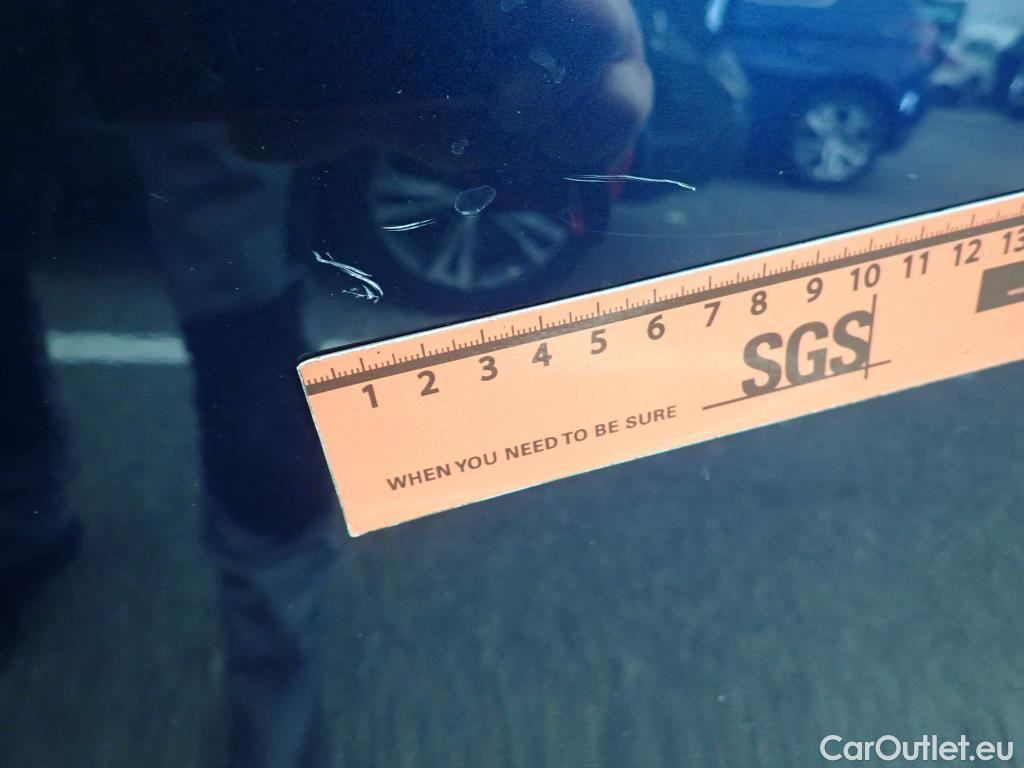 1 2 3 4 5 6 7 8 9 10 11 12 13
SGS
WHEN YOU NEED TO BE SURE
CarOutlet.eu